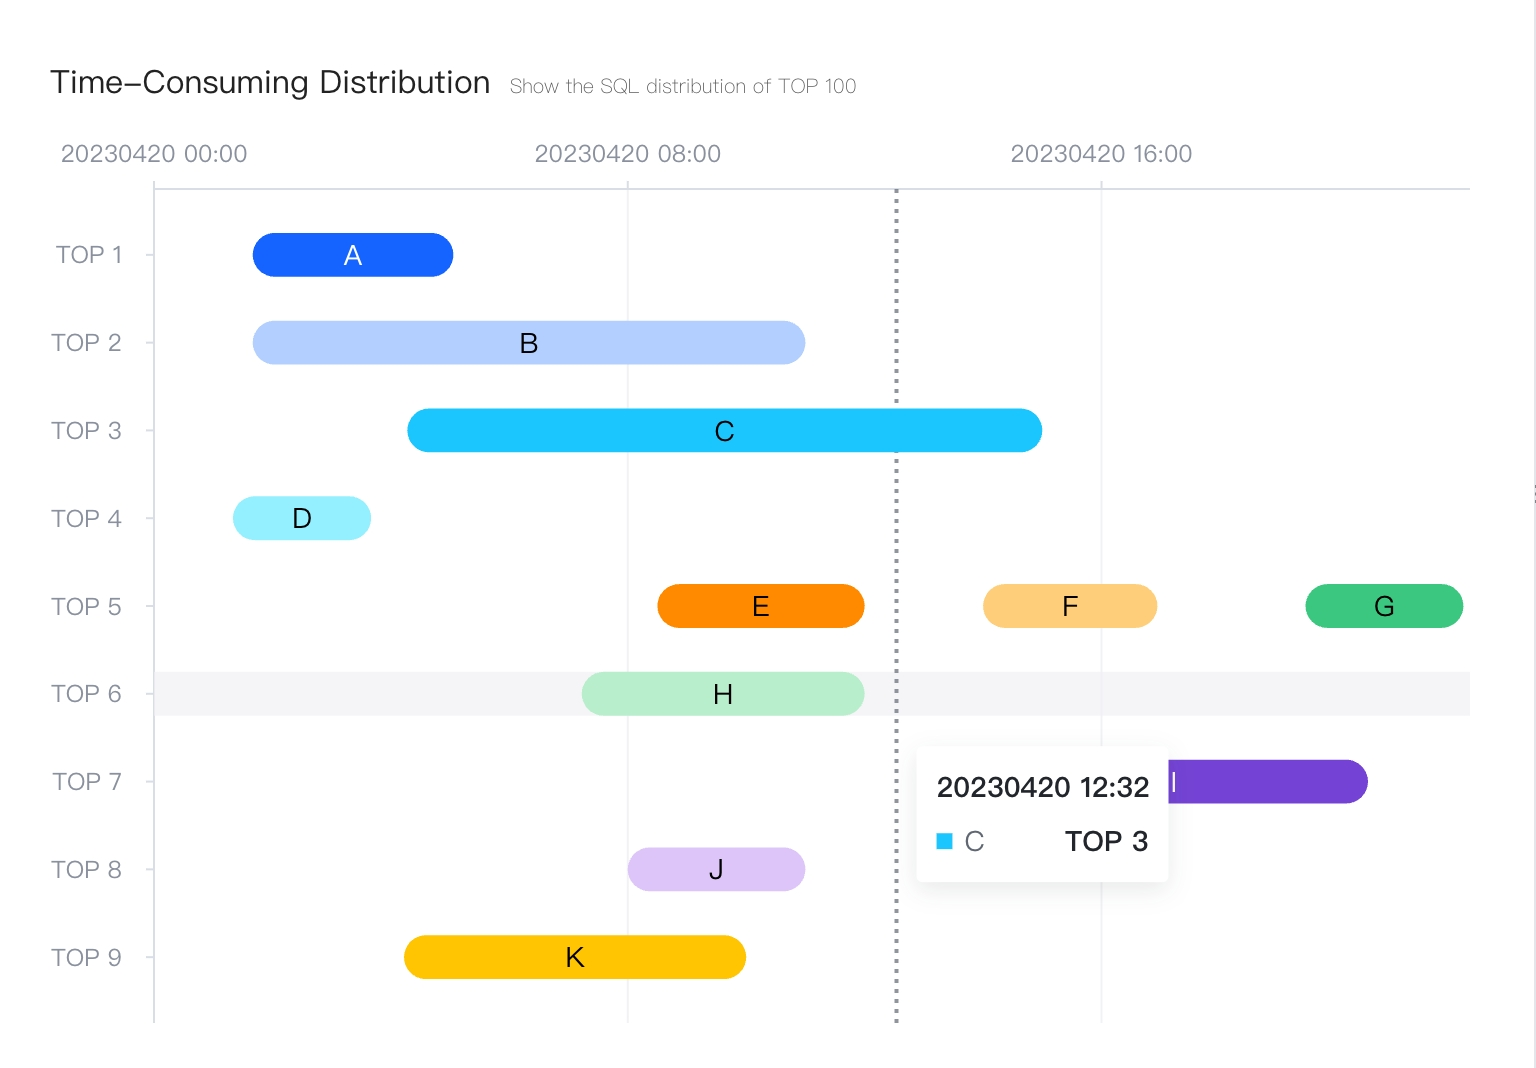 Time-Consuming Distribution Show the SQL distribution of TOP 100
20230420 00:00 20230420 08:00 20230420 16:00
TOP 1 A
TOP 2 B
TOP 3 C
TOP 4 D
TOP 5 E F G
TOP 6 H
TOP 7 I
20230420 12:32
C TOP 3
TOP 8 J
TOP 9 K